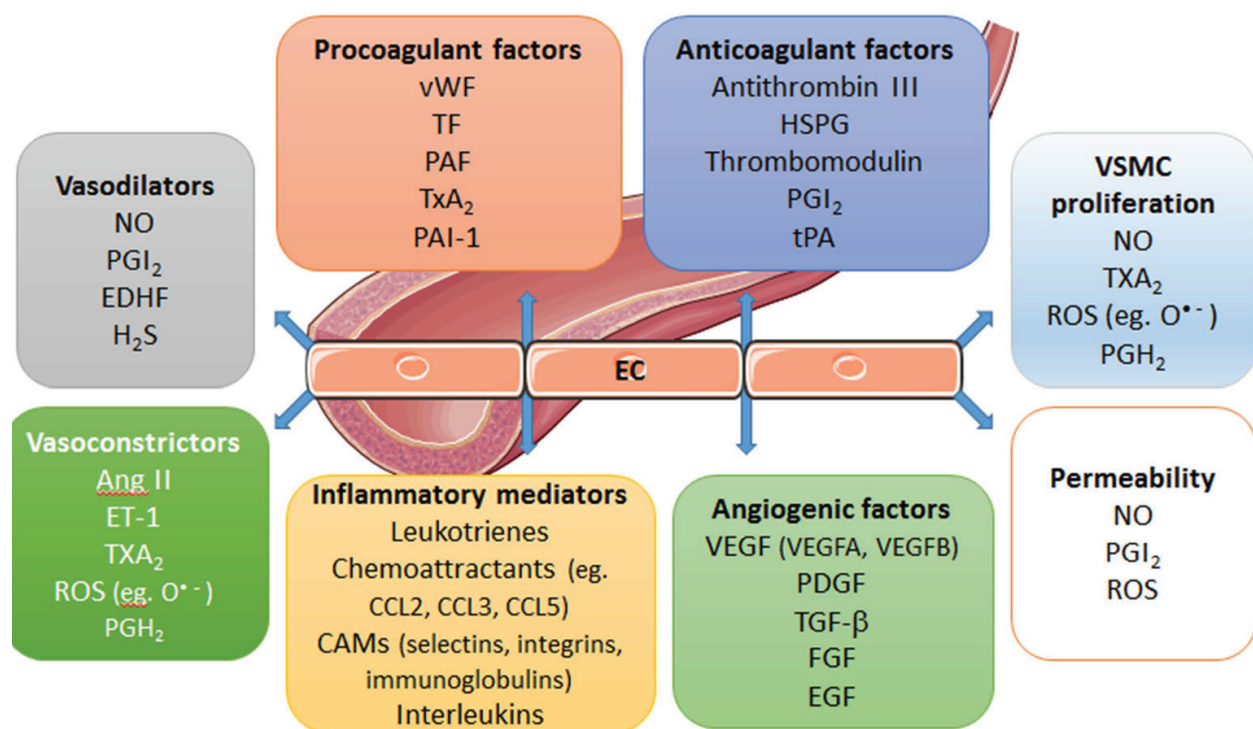 Procoagulant factors
vWF
TF
PAF
TxA₂
PAI-1
Anticoagulant factors
Antithrombin III
HSPG
Thrombomodulin
PGI₂
tPA
Vasodilators
NO
PGI₂
EDHF
H₂S
VSMC
proliferation
NO
TXA₂
ROS (eg. O•⁻)
PGH₂
EC
Vasoconstrictors
Ang II
ET-1
TXA₂
ROS (eg. O•⁻)
PGH₂
Inflammatory mediators
Leukotrienes
Chemoattractants (eg.
CCL2, CCL3, CCL5)
CAMs (selectins, integrins,
immunoglobulins)
Interleukins
Angiogenic factors
VEGF (VEGFA, VEGFB)
PDGF
TGF-β
FGF
EGF
Permeability
NO
PGI₂
ROS